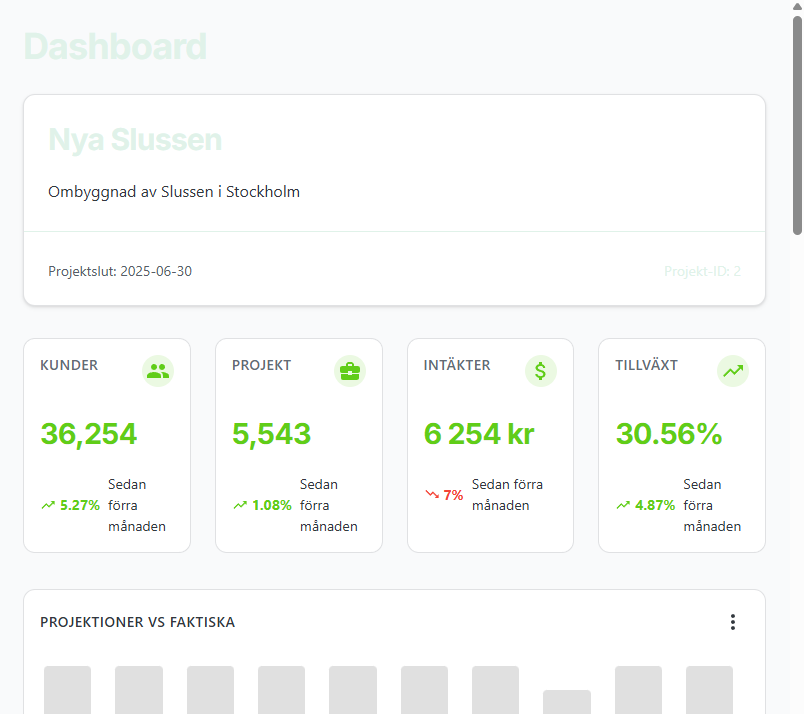 Dashboard
Nya Slussen
Ombyggnad av Slussen i Stockholm
Projektslut: 2025-06-30
Projekt-ID: 2
KUNDER
36,254
5.27%
Sedan
förra
månaden
PROJEKT
5,543
1.08%
Sedan
förra
månaden
INTÄKTER
6 254 kr
7%
Sedan förra
månaden
TILLVÄXT
30.56%
4.87%
Sedan
förra
månaden
PROJEKTIONER VS FAKTISKA